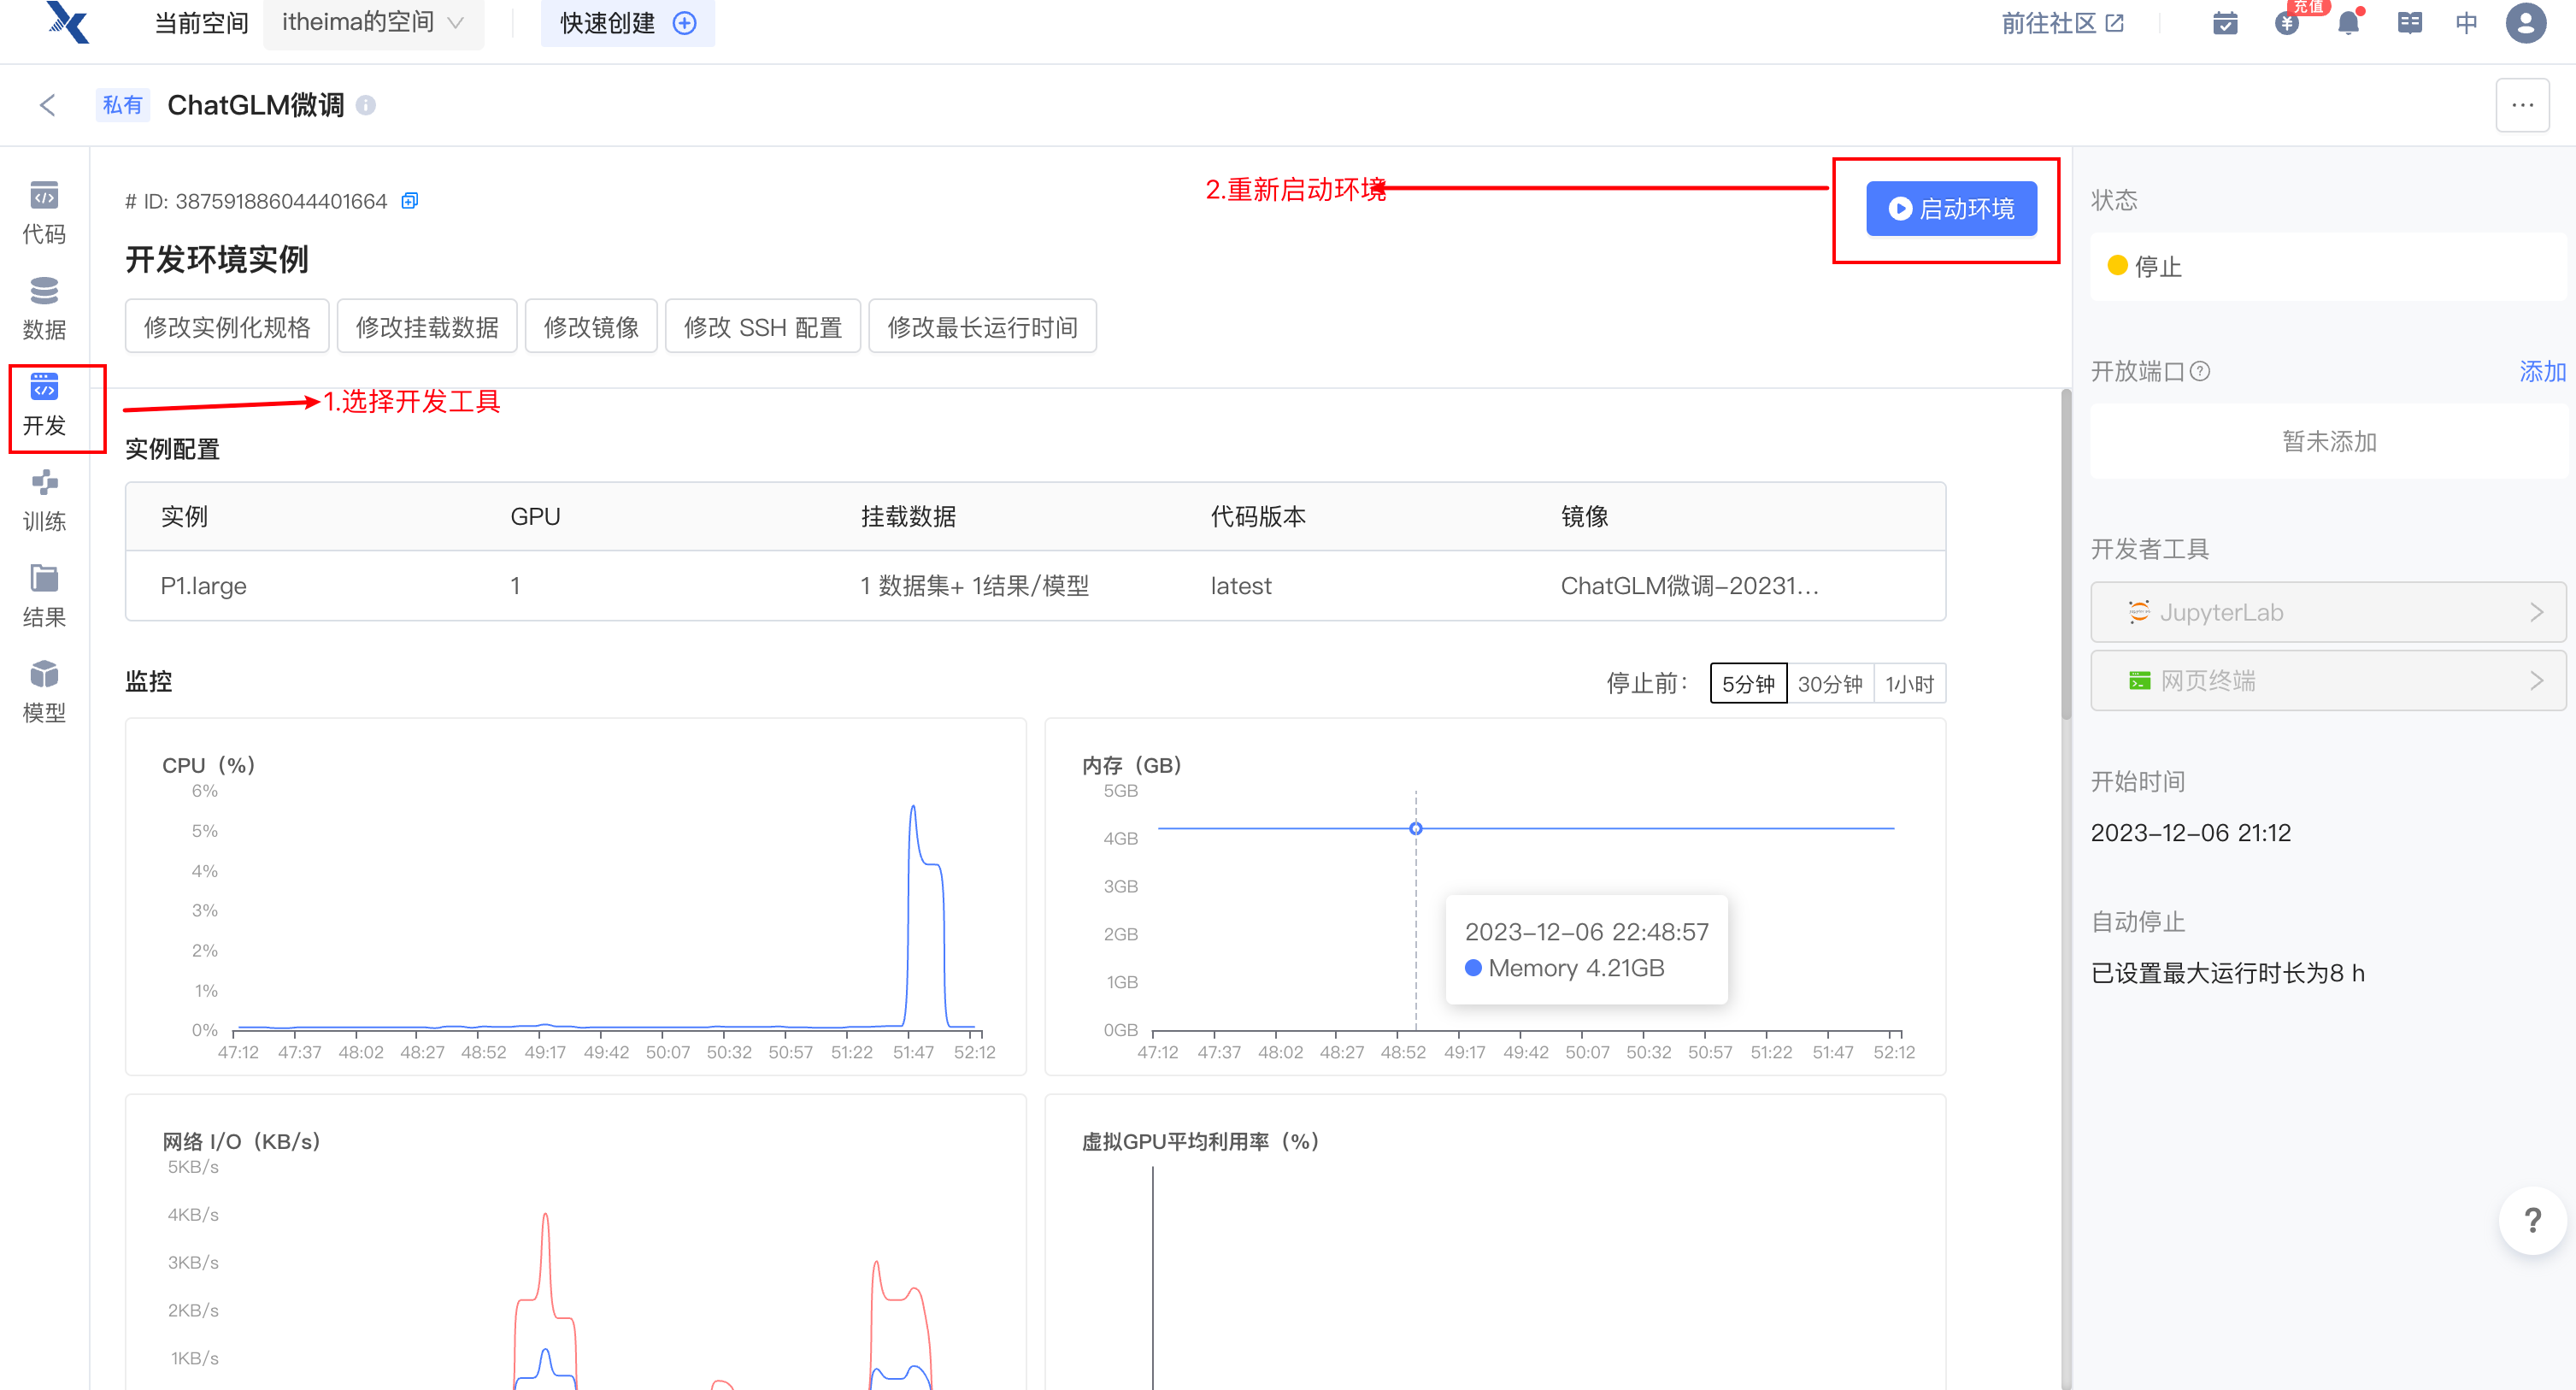 当前空间 itheima的空间 快速创建 前往社区 充值 中
私有 ChatGLM微调
...
代码
数据
开发
训练
结果
模型
# ID: 387591886044401664
2.重新启动环境
启动环境
开发环境实例
修改实例化规格 修改挂载数据 修改镜像 修改 SSH 配置 修改最长运行时间
1.选择开发工具
实例配置
实例 GPU 挂载数据 代码版本 镜像
P1.large 1 1 数据集+ 1结果/模型 latest ChatGLM微调-20231...
监控
停止前: 5分钟 30分钟 1小时
CPU（%）
6%
5%
4%
3%
2%
1%
0%
47:12 47:37 48:02 48:27 48:52 49:17 49:42 50:07 50:32 50:57 51:22 51:47 52:12
内存（GB）
5GB
4GB
3GB
2GB
1GB
0GB
2023-12-06 22:48:57
Memory 4.21GB
47:12 47:37 48:02 48:27 48:52 49:17 49:42 50:07 50:32 50:57 51:22 51:47 52:12
网络 I/O（KB/s）
5KB/s
4KB/s
3KB/s
2KB/s
1KB/s
虚拟GPU平均利用率（%）
状态
停止
开放端口 ? 添加
暂未添加
开发者工具
JupyterLab
网页终端
开始时间
2023-12-06 21:12
自动停止
已设置最大运行时长为8 h
?